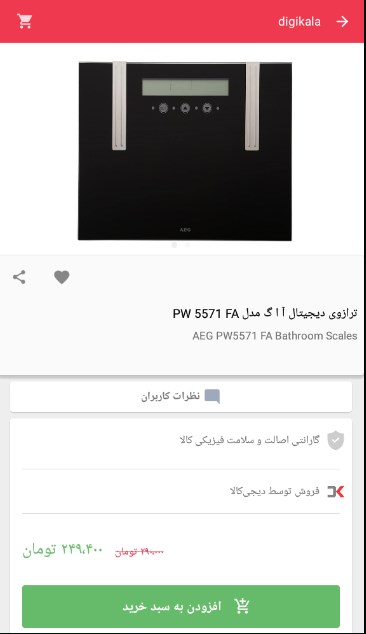 digikala
AEG
ترازوی دیجیتال آ ا گ مدل PW 5571 FA
AEG PW5571 FA Bathroom Scales
نظرات کاربران
گارانتی اصالت و سلامت فیزیکی کالا
فروش توسط دیجی‌کالا
۲۹۰,۰۰۰ تومان
۲۴۹,۴۰۰ تومان
افزودن به سبد خرید